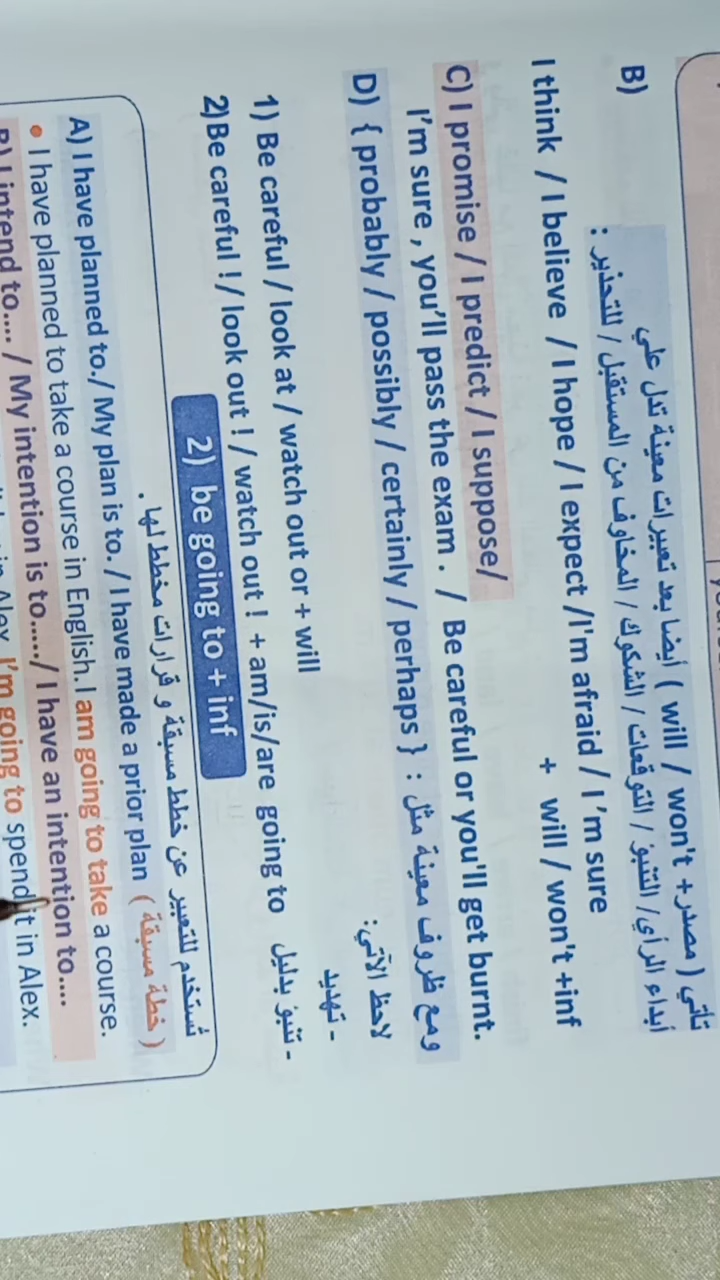 B) تأتي ( will / won't + مصدر ) أيضا بعد تعبيرات معينة تدل علي
أبداء الرأي/ التنبؤ / التوقعات / الشكوك / المخاوف من المستقبل / للتحذير :
I think / I believe / I hope / I expect /I'm afraid / I'm sure
+ will / won't +inf
C) I promise / I predict / I suppose/
I'm sure , you'll pass the exam . / Be careful or you'll get burnt.
D) { probably / possibly / certainly / perhaps } : ومع ظروف معينة مثل
لاحظ الآتي:
1) Be careful / look at / watch out or + will - تهديد
2)Be careful !/ look out ! / watch out ! + am/is/are going to - تنبؤ بدليل
2) be going to + inf
تُستخدم للتعبير عن خطط مسبقة و قرارات مخطط لها .
A) I have planned to./ My plan is to. / I have made a prior plan ( خطة مسبقة )
• I have planned to take a course in English. I am going to take a course.
B) I intend to.... / My intention is to...../ I have an intention to....
in Alex. I'm going to spend it in Alex.